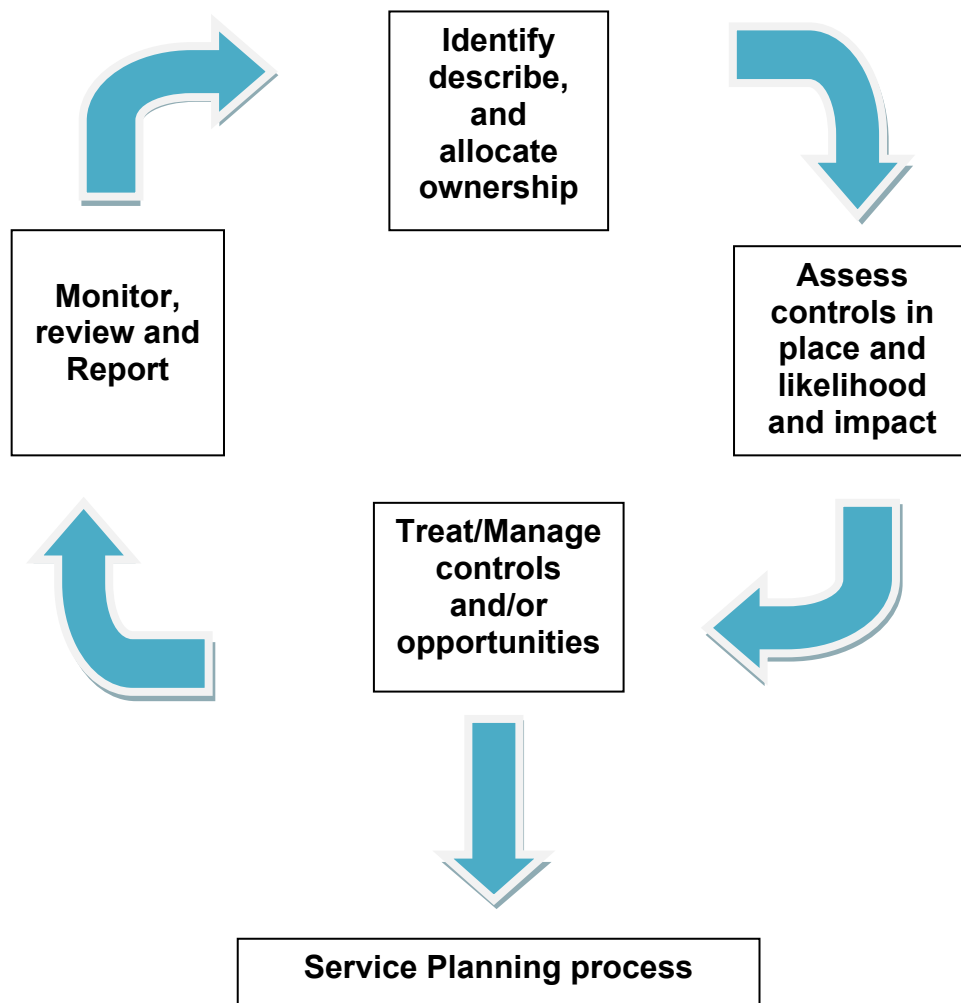 Identify
describe,
and
allocate
ownership
Monitor,
review and
Report
Assess
controls in
place and
likelihood
and impact
Treat/Manage
controls
and/or
opportunities
Service Planning process